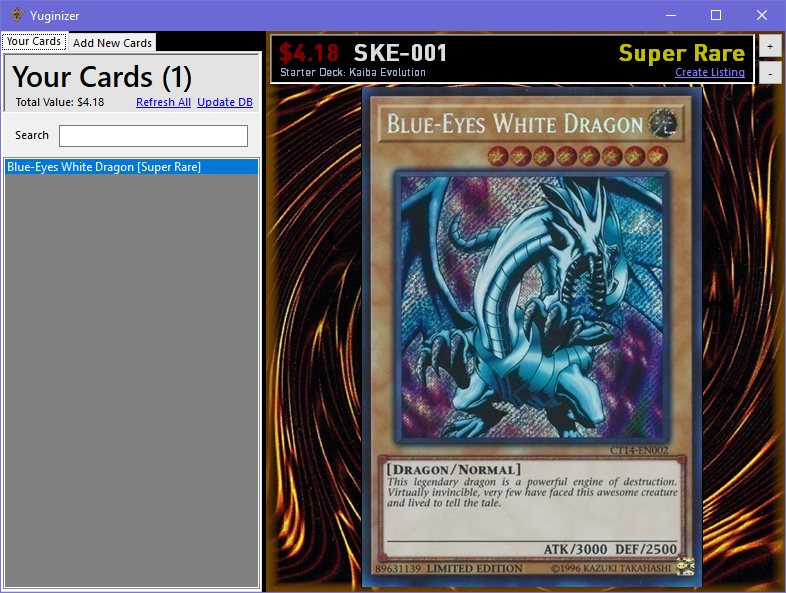 Yuginizer
Your Cards
Add New Cards
Your Cards (1)
Total Value: $4.18
Refresh All
Update DB
Search
Blue-Eyes White Dragon [Super Rare]
$4.18
SKE-001
Super Rare
Starter Deck: Kaiba Evolution
Create Listing
+
-
BLUE-EYES WHITE DRAGON
光
CT14-EN002
[DRAGON/NORMAL]
This legendary dragon is a powerful engine of destruction.
Virtually invincible, very few have faced this awesome creature
and lived to tell the tale.
ATK/3000 DEF/2500
89631139 LIMITED EDITION
©1996 KAZUKI TAKAHASHI